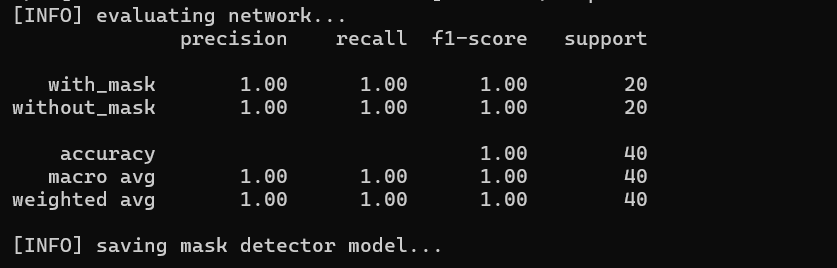 [INFO] evaluating network...
precision recall f1-score support
with_mask 1.00 1.00 1.00 20
without_mask 1.00 1.00 1.00 20
accuracy 1.00 40
macro avg 1.00 1.00 1.00 40
weighted avg 1.00 1.00 1.00 40
[INFO] saving mask detector model...